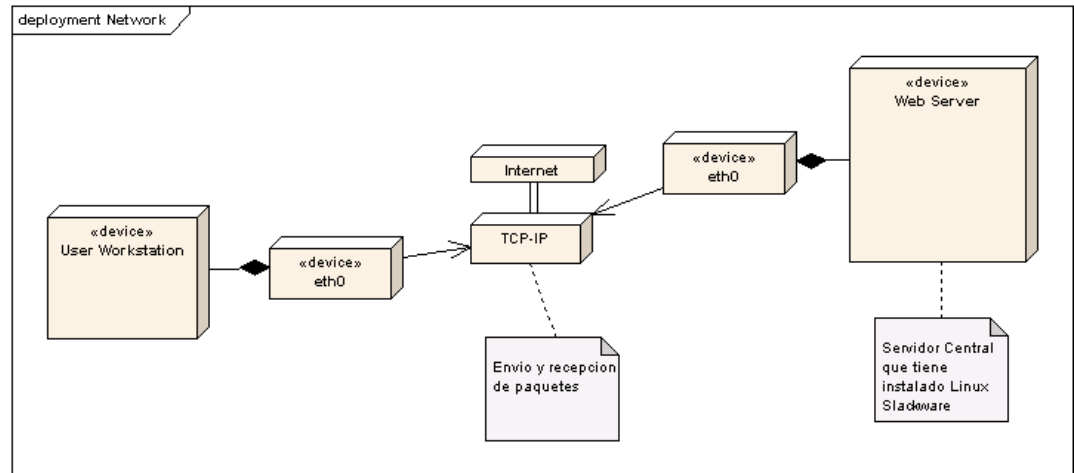 deployment Network
«device»
User Workstation
«device»
eth0
Internet
TCP-IP
Envio y recepcion
de paquetes
«device»
eth0
«device»
Web Server
Servidor Central
que tiene
instalado Linux
Slackware